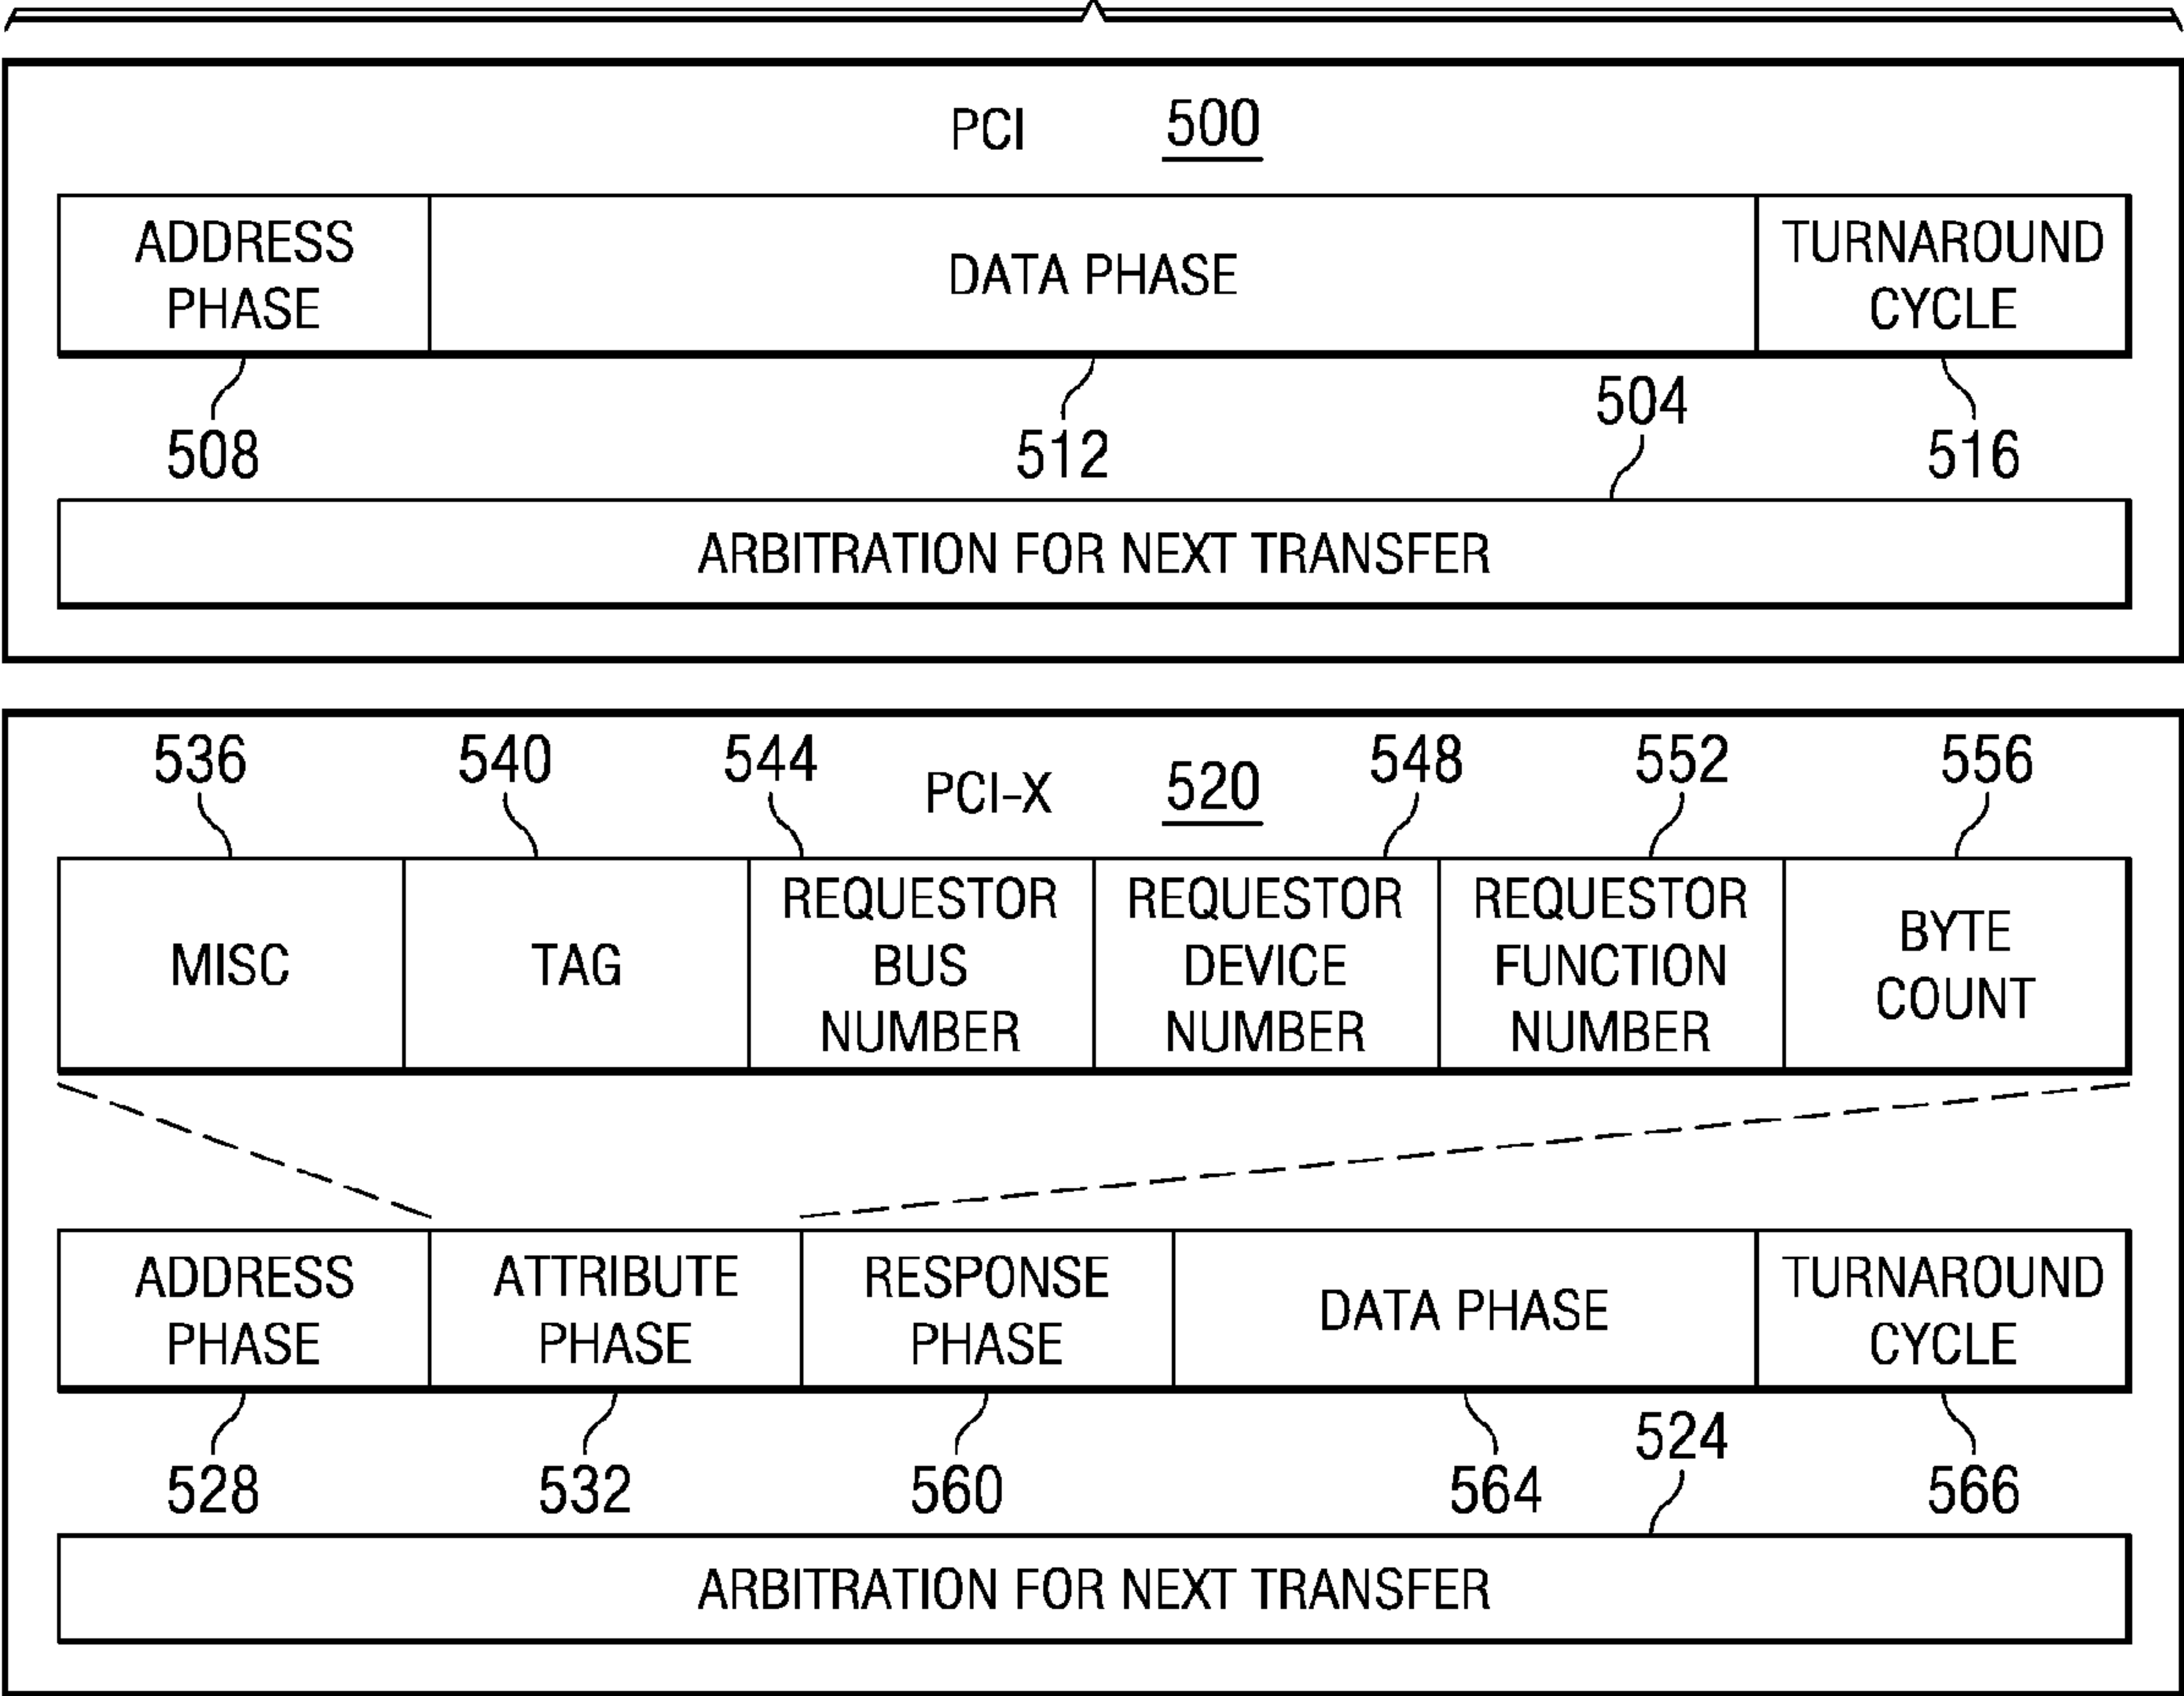 PCI 500
ADDRESS PHASE
DATA PHASE
TURNAROUND CYCLE
508
512
504
516
ARBITRATION FOR NEXT TRANSFER
536
540
544
PCI-X 520
548
552
556
MISC
TAG
REQUESTOR BUS NUMBER
REQUESTOR DEVICE NUMBER
REQUESTOR FUNCTION NUMBER
BYTE COUNT
ADDRESS PHASE
ATTRIBUTE PHASE
RESPONSE PHASE
DATA PHASE
TURNAROUND CYCLE
528
532
560
564
524
566
ARBITRATION FOR NEXT TRANSFER